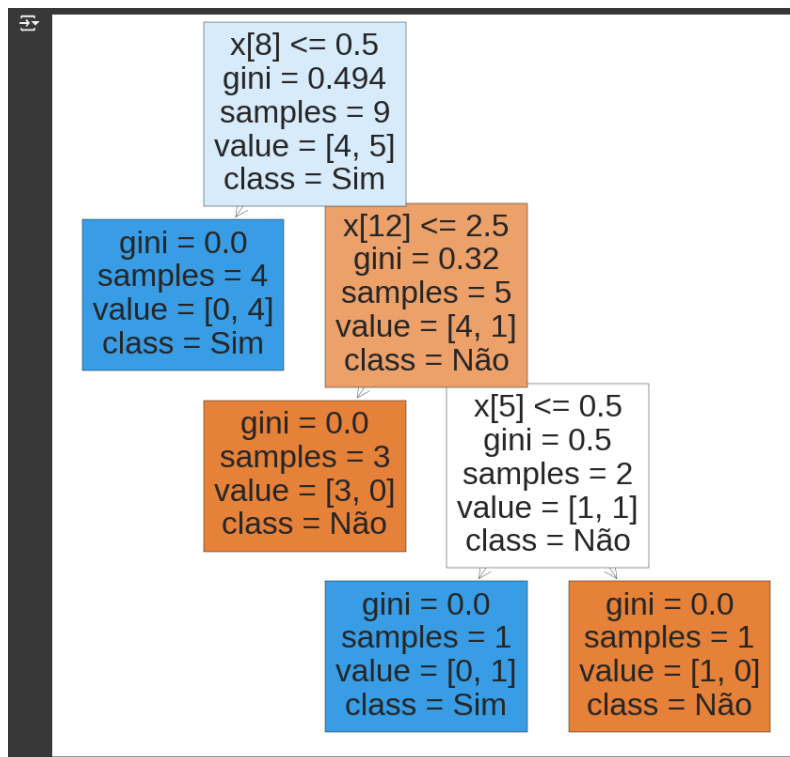 x[8] <= 0.5
gini = 0.494
samples = 9
value = [4, 5]
class = Sim
gini = 0.0
samples = 4
value = [0, 4]
class = Sim
x[12] <= 2.5
gini = 0.32
samples = 5
value = [4, 1]
class = Não
gini = 0.0
samples = 3
value = [3, 0]
class = Não
x[5] <= 0.5
gini = 0.5
samples = 2
value = [1, 1]
class = Não
gini = 0.0
samples = 1
value = [0, 1]
class = Sim
gini = 0.0
samples = 1
value = [1, 0]
class = Não